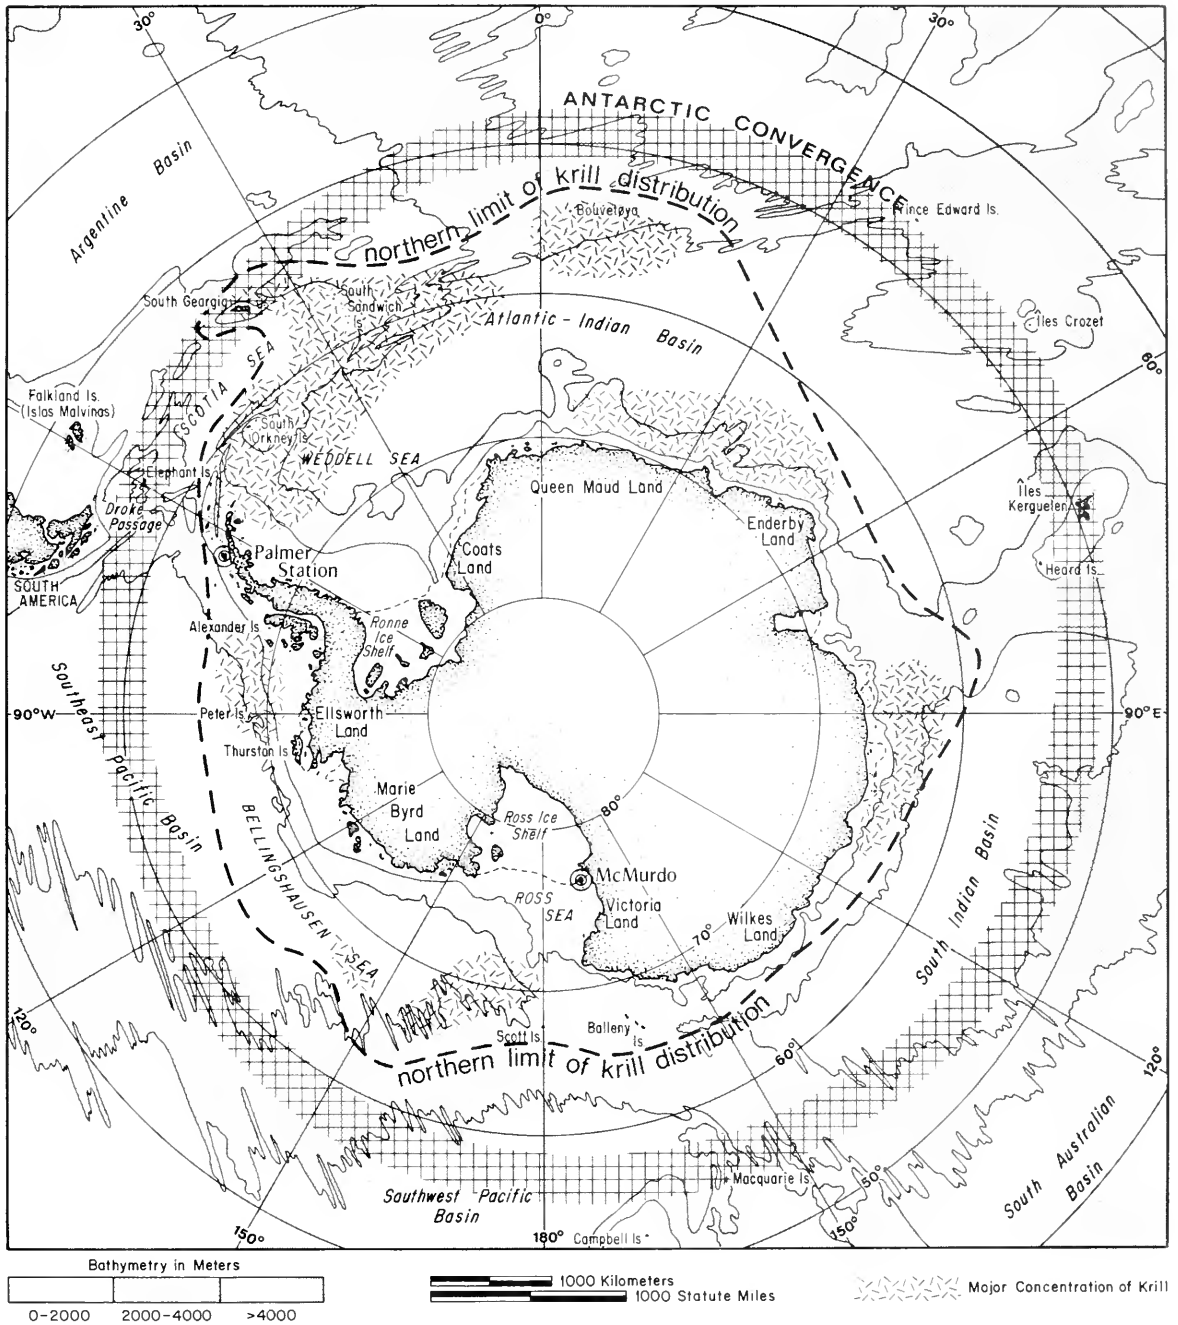 30°
0°
30°
ANTARCTIC CONVERGENCE
Argentine Basin
northern limit of krill distribution
Bouvetøya
Prince Edward Is.
South Georgia
South
Sandwich
Is
Atlantic-Indian Basin
Îles Crozet
60°
SCOTIA SEA
Falkland Is.
(Islas Malvinas)
South
Orkney Is
WEDDELL SEA
Elephant Is
Drake
Passage
Queen Maud Land
Îles
Kerguelen
Enderby
Land
Palmer
Station
Coats
Land
Heard Is
SOUTH
AMERICA
Alexander Is
Ronne
Ice
Shelf
90°W
Peter Is
Ellsworth
Land
90°E
Thurston Is
Southeast Pacific Basin
Marie
Byrd
Land
Ross Ice
Shelf
80°
BELLINGSHAUSEN SEA
McMurdo
ROSS
SEA
Victoria
Land
Wilkes
Land
70°
South Indian Basin
120°
Scott Is
Balleny
Is
northern limit of krill distribution
60°
120°
South Australian
Basin
Macquarie Is
50°
Southwest Pacific
Basin
150°
180°
Campbell Is
150°
Bathymetry in Meters
0-2000 2000-4000 >4000
1000 Kilometers
1000 Statute Miles
Major Concentration of Krill